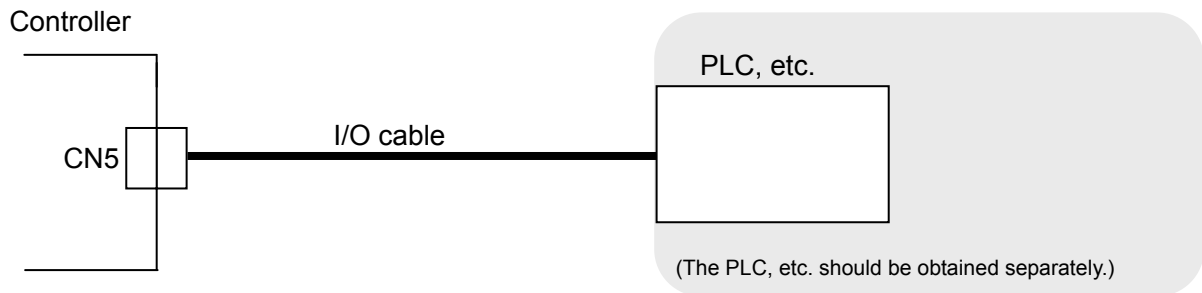 Controller
PLC, etc.
I/O cable
CN5
(The PLC, etc. should be obtained separately.)